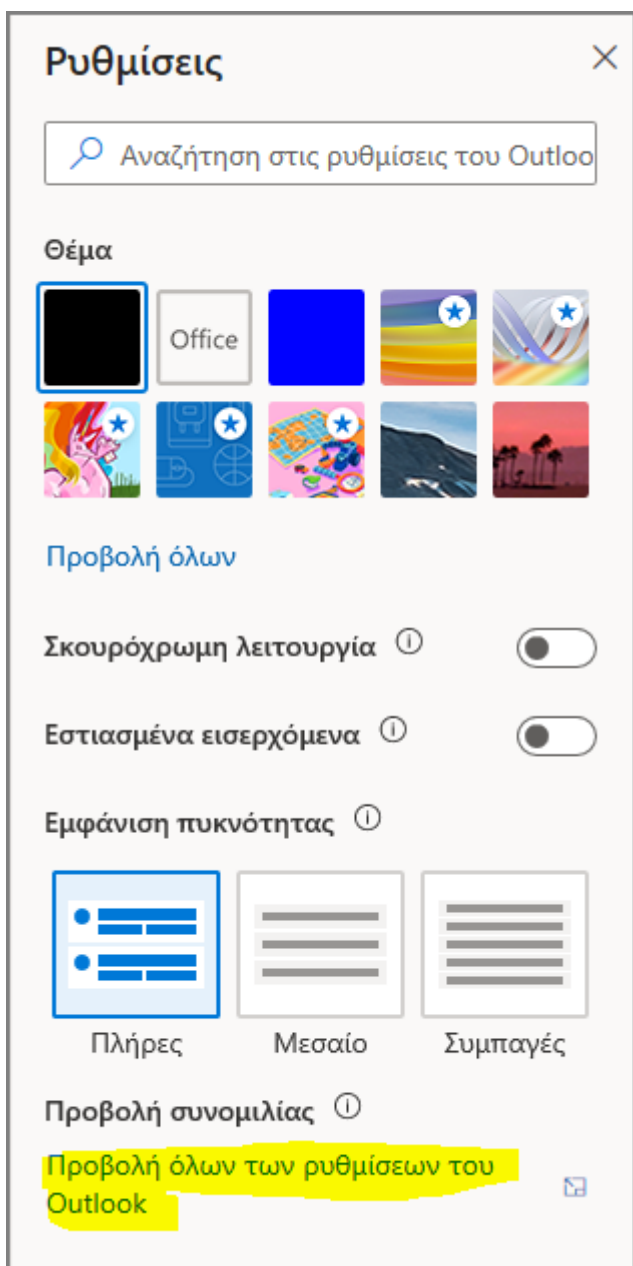 Ρυθμίσεις
Αναζήτηση στις ρυθμίσεις του Outloo
Θέμα
Office
Προβολή όλων
Σκουρόχρωμη λειτουργία
Εστιασμένα εισερχόμενα
Εμφάνιση πυκνότητας
Πλήρες Μεσαίο Συμπαγές
Προβολή συνομιλίας
Προβολή όλων των ρυθμίσεων του
Outlook